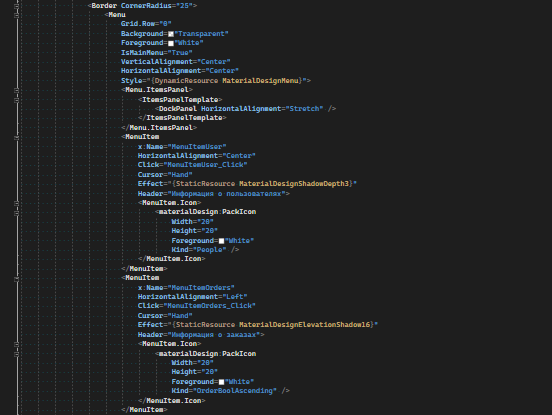 <Border CornerRadius="25">
<Menu
Grid.Row="0"
Background="Transparent"
Foreground="White"
IsMainMenu="True"
VerticalAlignment="Center"
HorizontalAlignment="Center"
Style="{DynamicResource MaterialDesignMenu}">
<Menu.ItemsPanel>
<ItemsPanelTemplate>
<DockPanel HorizontalAlignment="Stretch" />
</ItemsPanelTemplate>
</Menu.ItemsPanel>
<MenuItem
x:Name="MenuItemUser"
HorizontalAlignment="Center"
Click="MenuItemUser_Click"
Cursor="Hand"
Effect="{StaticResource MaterialDesignShadowDepth3}"
Header="Информация о пользователях">
<MenuItem.Icon>
<materialDesign:PackIcon
Width="20"
Height="20"
Foreground="White"
Kind="People" />
</MenuItem.Icon>
</MenuItem>
<MenuItem
x:Name="MenuItemOrders"
HorizontalAlignment="Left"
Click="MenuItemOrders_Click"
Cursor="Hand"
Effect="{StaticResource MaterialDesignElevationShadow16}"
Header="Информация о заказах">
<MenuItem.Icon>
<materialDesign:PackIcon
Width="20"
Height="20"
Foreground="White"
Kind="OrderBoolAscending" />
</MenuItem.Icon>
</MenuItem>